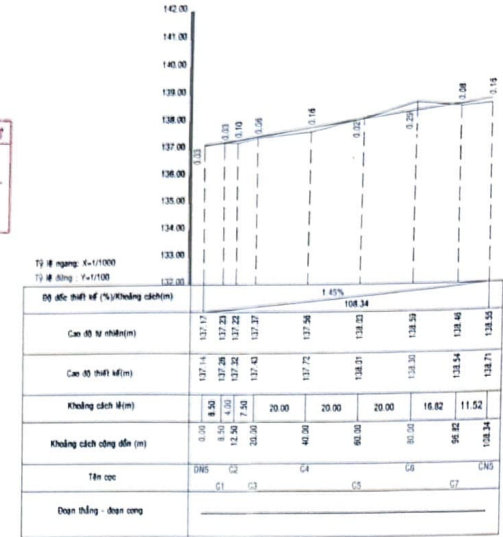 142.00
141.00
140.00
139.00
138.00
137.00
136.00
135.00
134.00
133.00
132.00
0.03 0.03 0.10 0.06 0.16 0.02 0.29 0.08 0.16
Tỷ lệ ngang: X=1/1000
Tỷ lệ đứng : Y=1/100
Độ dốc thiết kế (%)/Khoảng cách(m) 1.45% 108.34
Cao độ tự nhiên(m) 137.17 137.23 137.22 137.37 137.56 138.03 138.59 138.46 138.55
Cao độ thiết kế(m) 137.14 137.26 137.32 137.43 137.72 138.01 138.30 138.54 138.71
Khoảng cách lẻ(m) 8.50 4.00 7.50 20.00 20.00 20.00 16.82 11.52
Khoảng cách cộng dồn (m) 0.00 8.50 12.50 20.00 40.00 60.00 80.00 96.82 108.34
Tên cọc DN5 C1 C2 C3 C4 C5 C6 C7 CN5
Đoạn thẳng - đoạn cong